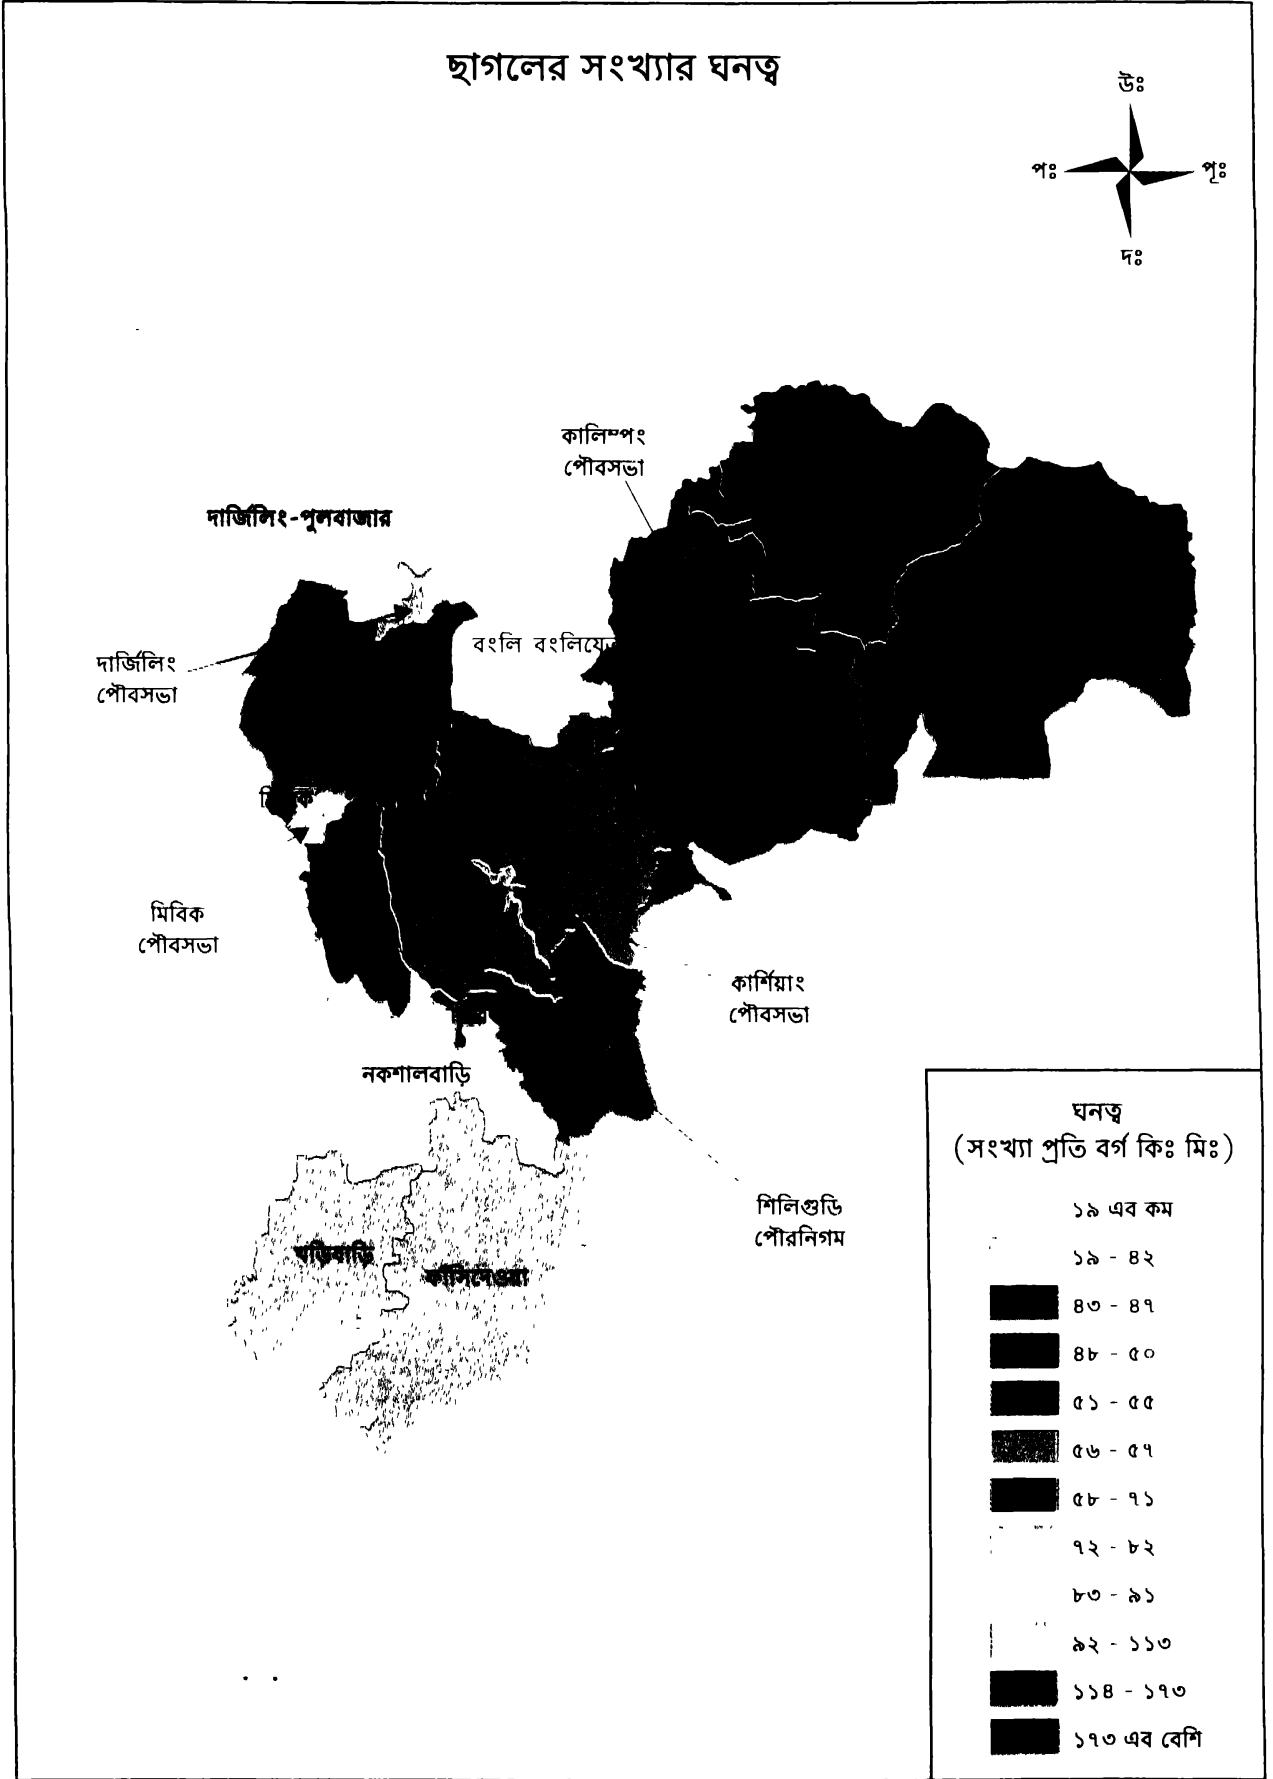 ছাগলের সংখ্যার ঘনত্ব
উঃ
পঃ
পূঃ
দঃ
কালিম্পং
পৌবসভা
দার্জিলিং-পুলবাজার
বংলি বংলিযে
দার্জিলিং
পৌবসভা
মিবিক
পৌবসভা
কার্শিয়াং
পৌবসভা
নকশালবাড়ি
শিলিগুডি
পৌরনিগম
খড়িবাড়ি
ফাঁসিদেওয়া
ঘনত্ব
(সংখ্যা প্রতি বর্গ কিঃ মিঃ)
১৯ এব কম
১৯ - ৪২
৪৩ - ৪৭
৪৮ - ৫০
৫১ - ৫৫
৫৬ - ৫৭
৫৮ - ৭১
৭২ - ৮২
৮৩ - ৯১
৯২ - ১১৩
১১৪ - ১৭৩
১৭৩ এব বেশি